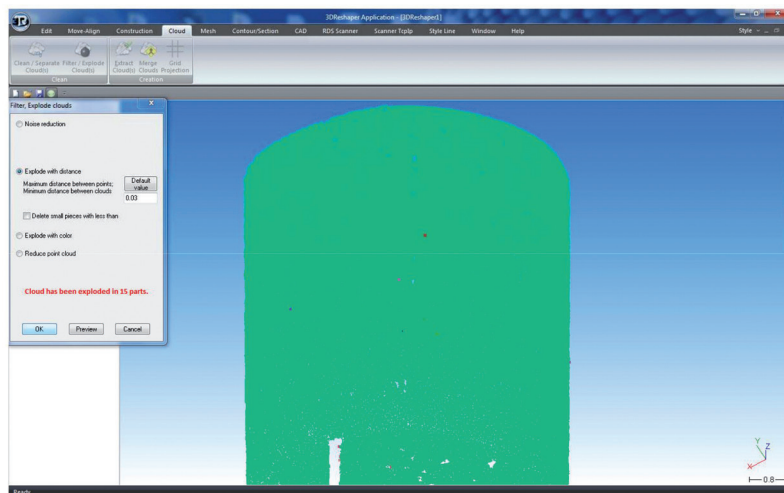 3DReshaper Application - [3DReshaper1]
Edit Move-Align Construction Cloud Mesh Contour/Section CAD RDS Scanner Scanner Tcplp Style Line Window Help Style
Clean / Separate Cloud(s)
Filter / Explode Cloud(s)
Extract Cloud(s)
Merge Clouds
Grid Projection
Clean
Creation
Filter, Explode clouds
X
Noise reduction
Explode with distance
Maximum distance between points;
Minimum distance between clouds
Default value
0.03
Delete small pieces with less than
Explode with color
Reduce point cloud
Cloud has been exploded in 15 parts.
OK Preview Cancel
Y
Z
X
0.8
Ready